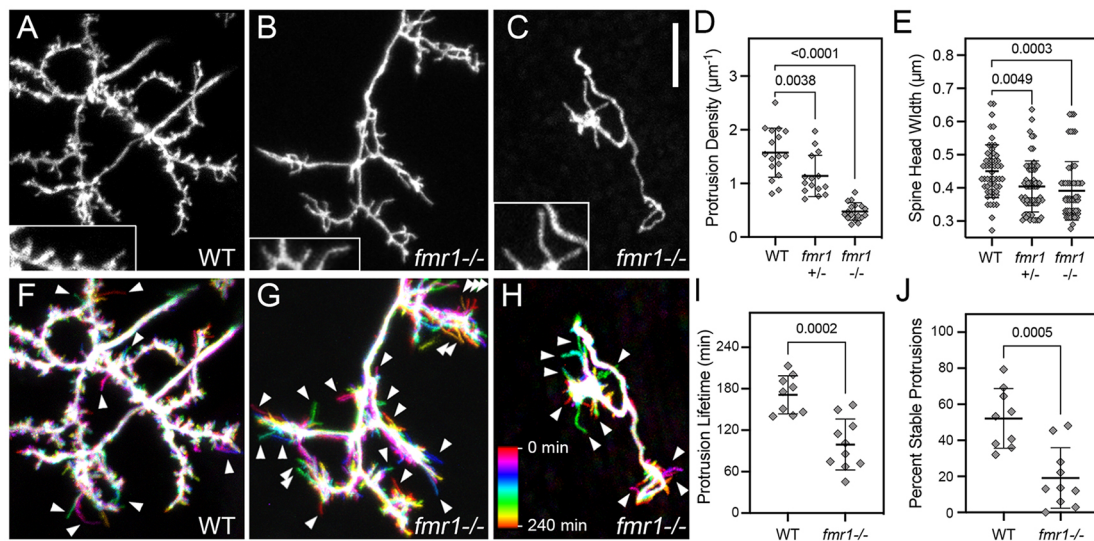 A
WT
B
fmr1-/-
C
fmr1-/-
D
Protrusion Density (μm⁻¹)
3
2
1
0
<0.0001
0.0038
WT
fmr1
+/-
fmr1
-/-
E
Spine Head Width (μm)
0.8
0.7
0.6
0.5
0.4
0.3
0.0003
0.0049
WT
fmr1
+/-
fmr1
-/-
F
WT
G
fmr1-/-
H
0 min
240 min
fmr1-/-
I
Protrusion Lifetime (min)
240
180
120
60
0
0.0002
WT
fmr1-/-
J
Percent Stable Protrusions
100
80
60
40
20
0
0.0005
WT
fmr1-/-